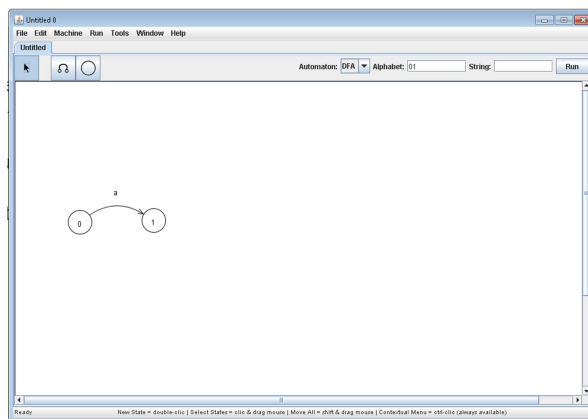 Untitled 0
File Edit Machine Run Tools Window Help
Untitled
Automaton: DFA Alphabet: 01 String: Run
a
0 1
Ready New State = double-clic | Select States = clic & drag mouse | Move All = shift & drag mouse | Contextual Menu = ctrl-clic (always available)